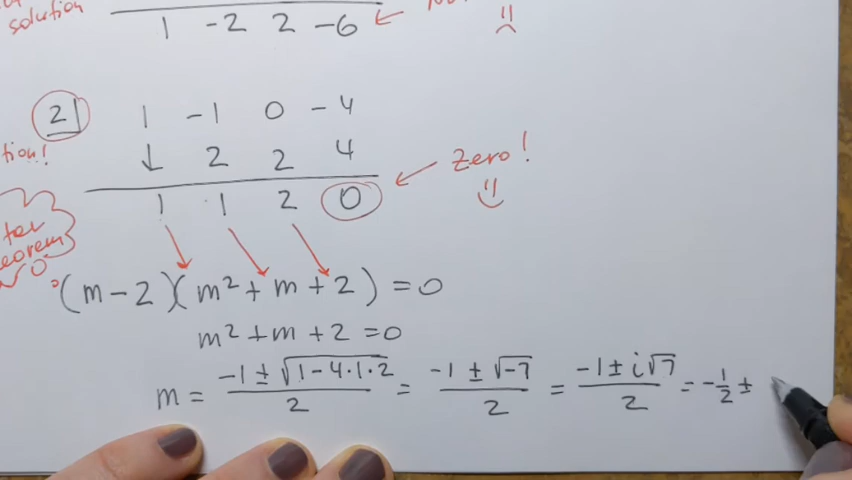 solution
1 -2 2 -6
2| 1 -1 0 -4
↓ 2 2 4
Zero!
1 1 2 0
(m-2)(m²+m+2)=0
m²+m+2=0
m = (-1±√(1-4·1·2))/2 = (-1±√-7)/2 = (-1±i√7)/2 = -1/2 ±